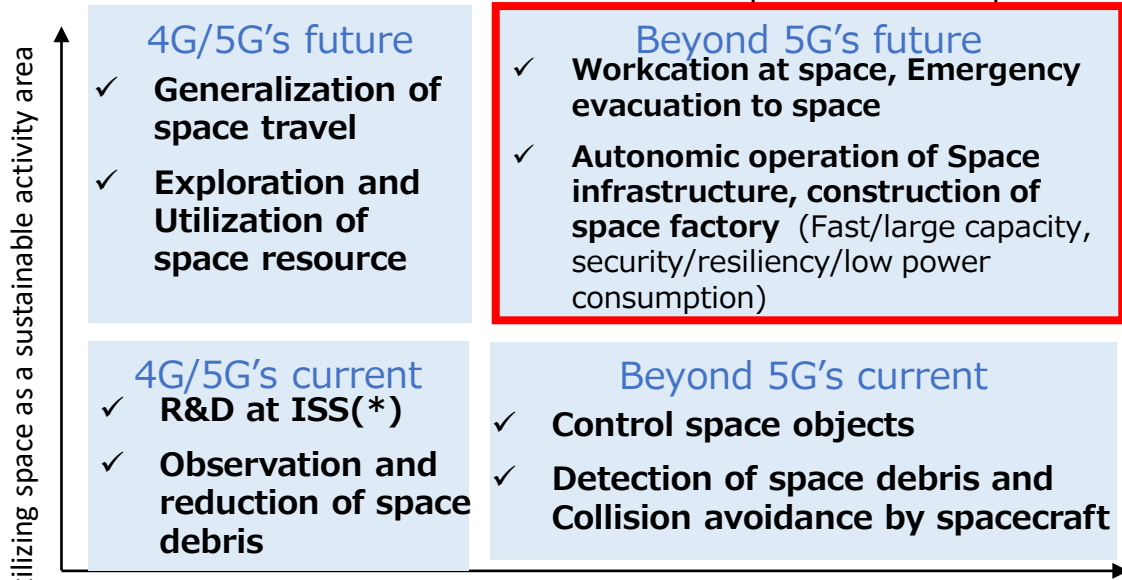 Utilizing space as a sustainable activity area
4G/5G's future
✓ Generalization of
space travel
✓ Exploration and
Utilization of
space resource
Beyond 5G's future
✓ Workcation at space, Emergency
evacuation to space
✓ Autonomic operation of Space
infrastructure, construction of
space factory (Fast/large capacity,
security/resiliency/low power
consumption)
4G/5G's current
✓ R&D at ISS(*)
✓ Observation and
reduction of space
debris
Beyond 5G's current
✓ Control space objects
✓ Detection of space debris and
Collision avoidance by spacecraft